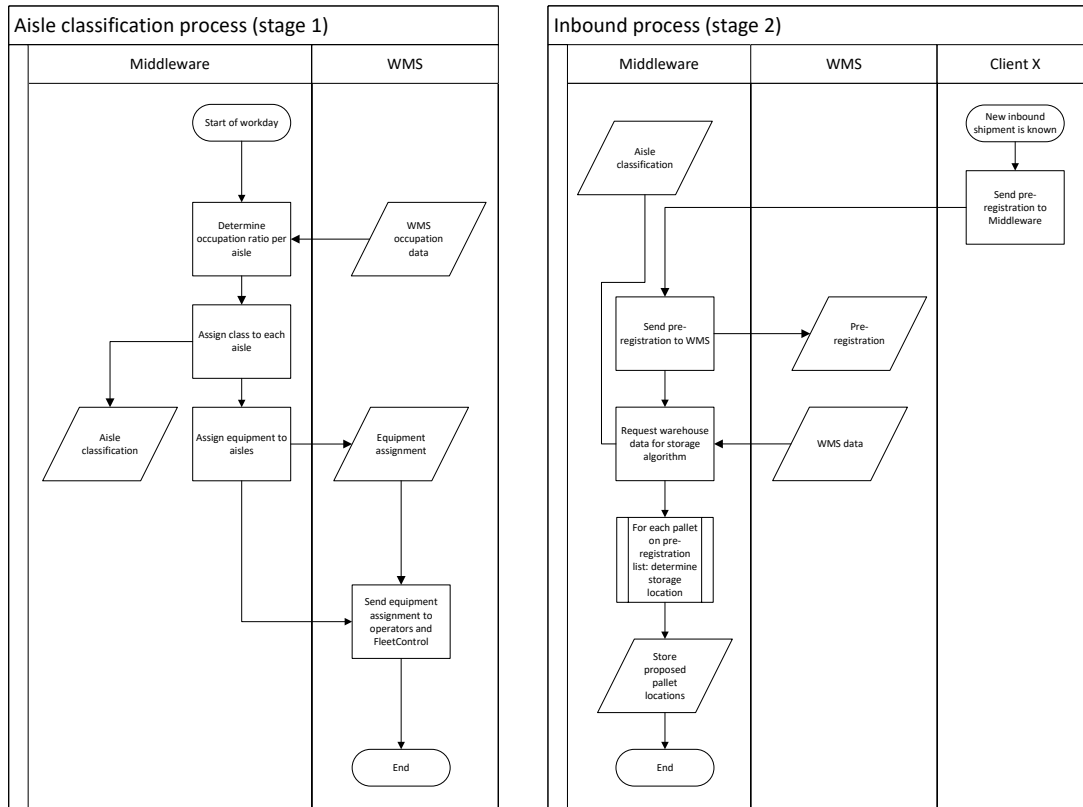 Aisle classification process (stage 1)
Middleware
WMS
Start of workday
Determine
occupation ratio per
aisle
WMS
occupation
data
Assign class to each
aisle
Aisle
classification
Assign equipment to
aisles
Equipment
assignment
Send equipment
assignment to
operators and
FleetControl
End
Inbound process (stage 2)
Middleware
WMS
Client X
New inbound
shipment is known
Aisle
classification
Send pre-
registration to
Middleware
Send pre-
registration to WMS
Pre-
registration
Request warehouse
data for storage
algorithm
WMS data
For each pallet
on pre-
registration
list: determine
storage
location
Store
proposed
pallet
locations
End